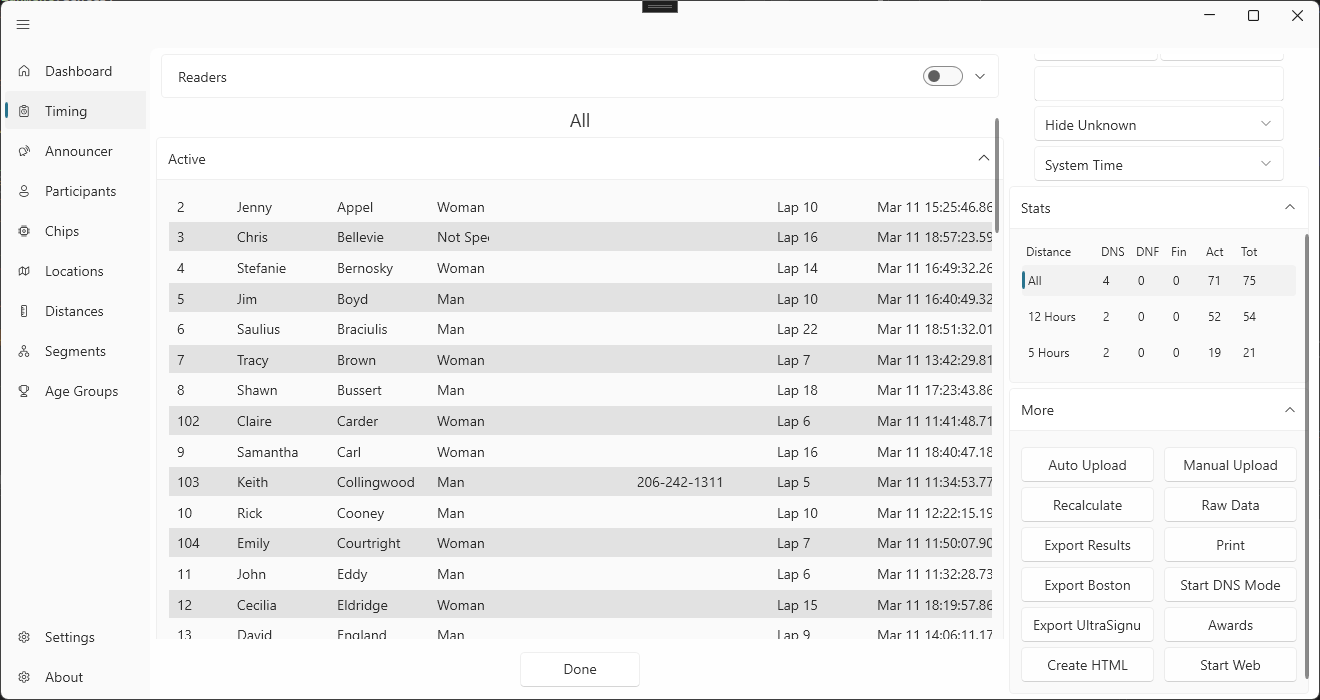 Dashboard
Timing
Announcer
Participants
Chips
Locations
Distances
Segments
Age Groups
Settings
About
Readers
All
Active
2 Jenny Appel Woman Lap 10 Mar 11 15:25:46.86
3 Chris Bellevie Not Spec Lap 16 Mar 11 18:57:23.59
4 Stefanie Bernosky Woman Lap 14 Mar 11 16:49:32.26
5 Jim Boyd Man Lap 10 Mar 11 16:40:49.32
6 Saulius Braciulis Man Lap 22 Mar 11 18:51:32.01
7 Tracy Brown Woman Lap 7 Mar 11 13:42:29.81
8 Shawn Bussert Man Lap 18 Mar 11 17:23:43.86
102 Claire Carder Woman Lap 6 Mar 11 11:41:48.71
9 Samantha Carl Woman Lap 16 Mar 11 18:40:47.18
103 Keith Collingwood Man 206-242-1311 Lap 5 Mar 11 11:34:53.77
10 Rick Cooney Man Lap 10 Mar 11 12:22:15.19
104 Emily Courtright Woman Lap 7 Mar 11 11:50:07.90
11 John Eddy Man Lap 6 Mar 11 11:32:28.73
12 Cecilia Eldridge Woman Lap 15 Mar 11 18:19:57.86
13 David England Man Lap 9 Mar 11 14:06:11.17
Done
Hide Unknown
System Time
Stats
Distance DNS DNF Fin Act Tot
All 4 0 0 71 75
12 Hours 2 0 0 52 54
5 Hours 2 0 0 19 21
More
Auto Upload Manual Upload
Recalculate Raw Data
Export Results Print
Export Boston Start DNS Mode
Export UltraSignu Awards
Create HTML Start Web